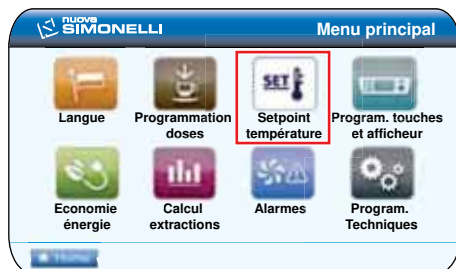 nuova
SIMONELLI
Menu principal
SET
Langue
Programmation
doses
Setpoint
température
Program. touches
et afficheur
Economie
énergie
Calcul
extractions
Alarmes
Program.
Techniques
Home